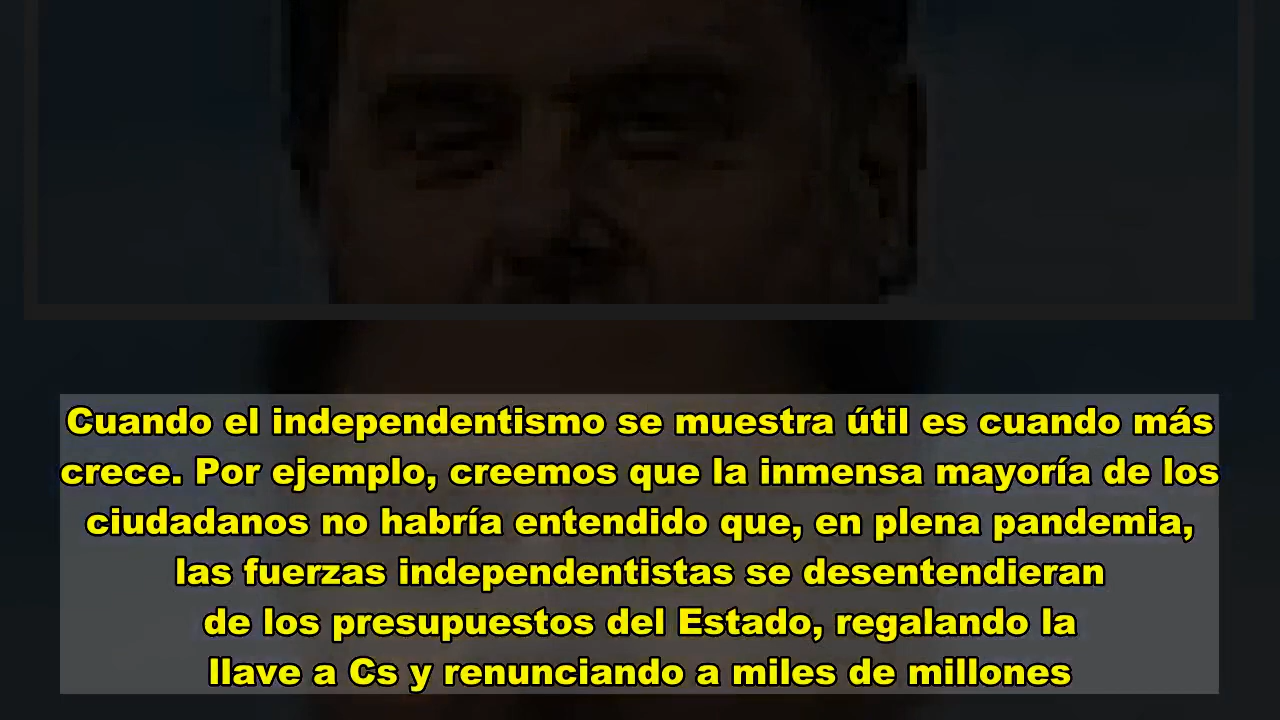 Cuando el independentismo se muestra útil es cuando más
crece. Por ejemplo, creemos que la inmensa mayoría de los
ciudadanos no habría entendido que, en plena pandemia,
las fuerzas independentistas se desentendieran
de los presupuestos del Estado, regalando la
llave a Cs y renunciando a miles de millones